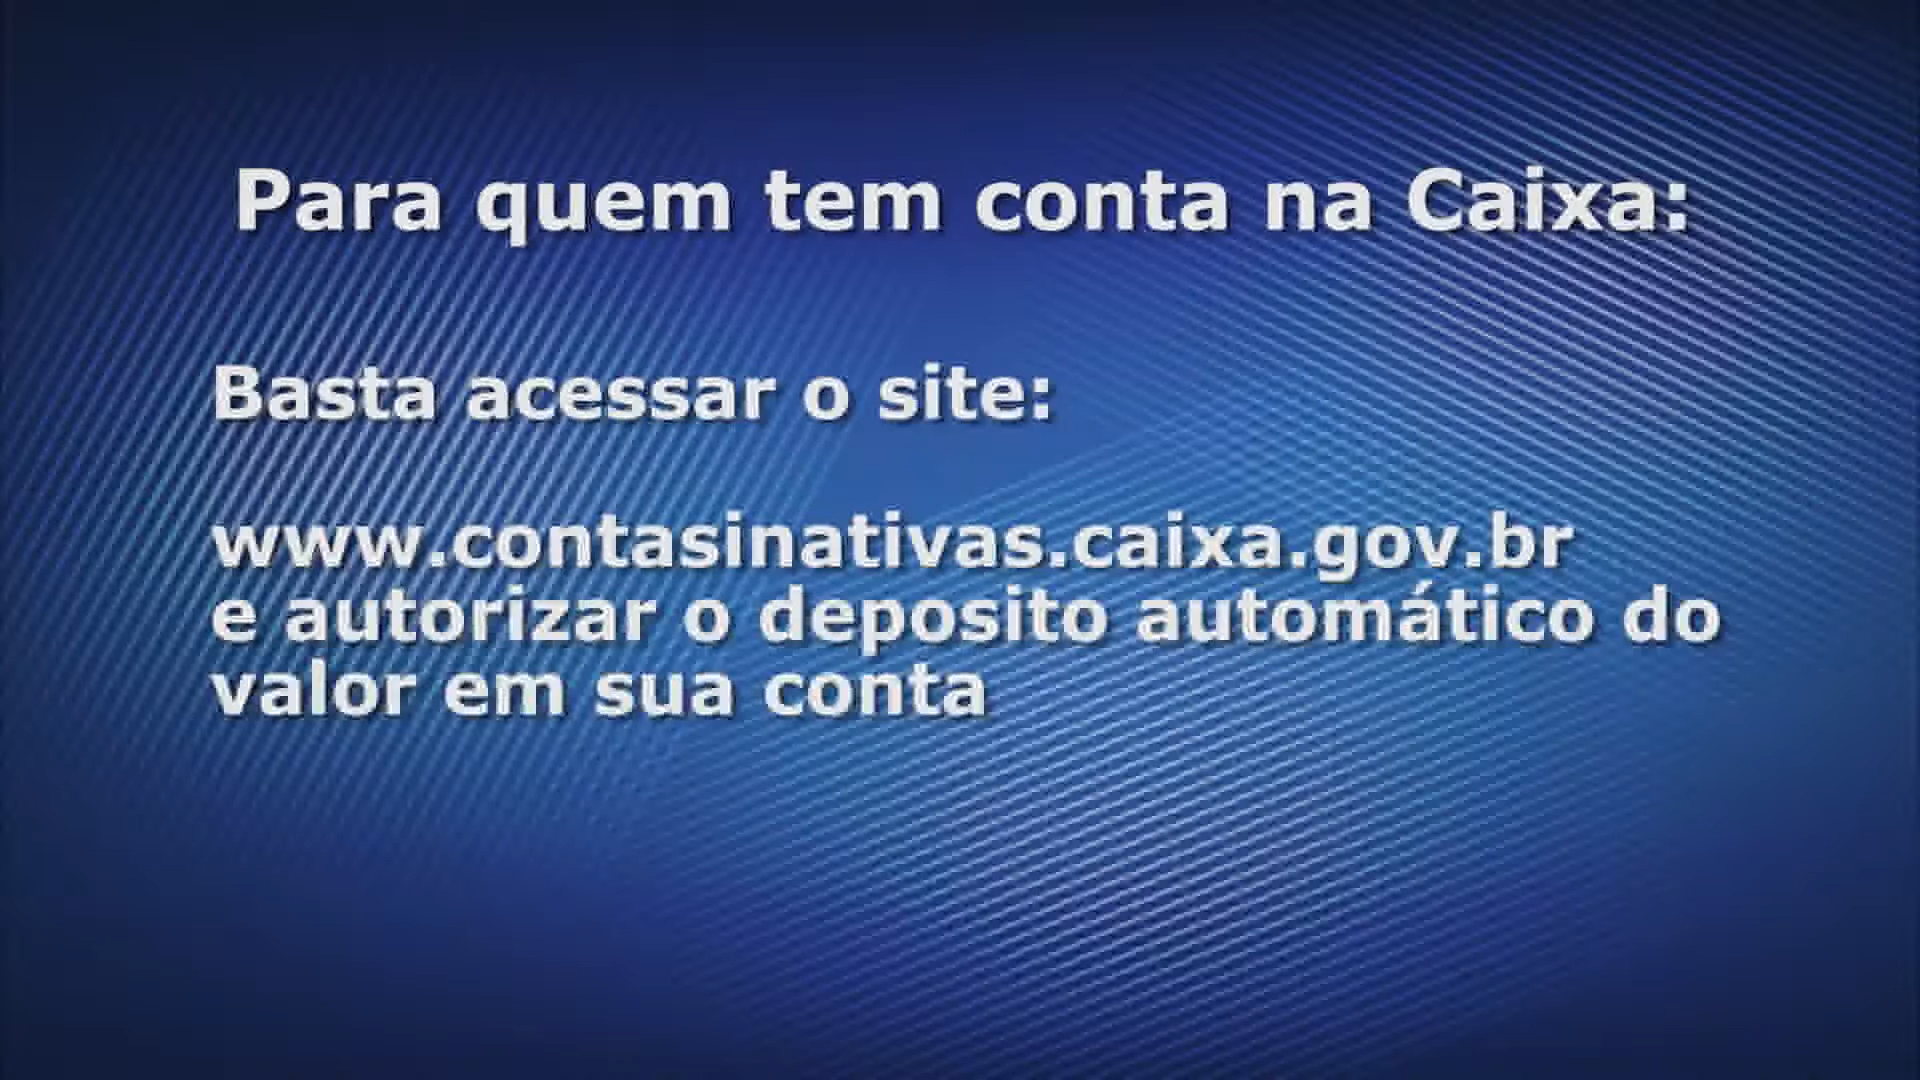 Para quem tem conta na Caixa:
Basta acessar o site:
www.contasinativas.caixa.gov.br
e autorizar o deposito automático do
valor em sua conta